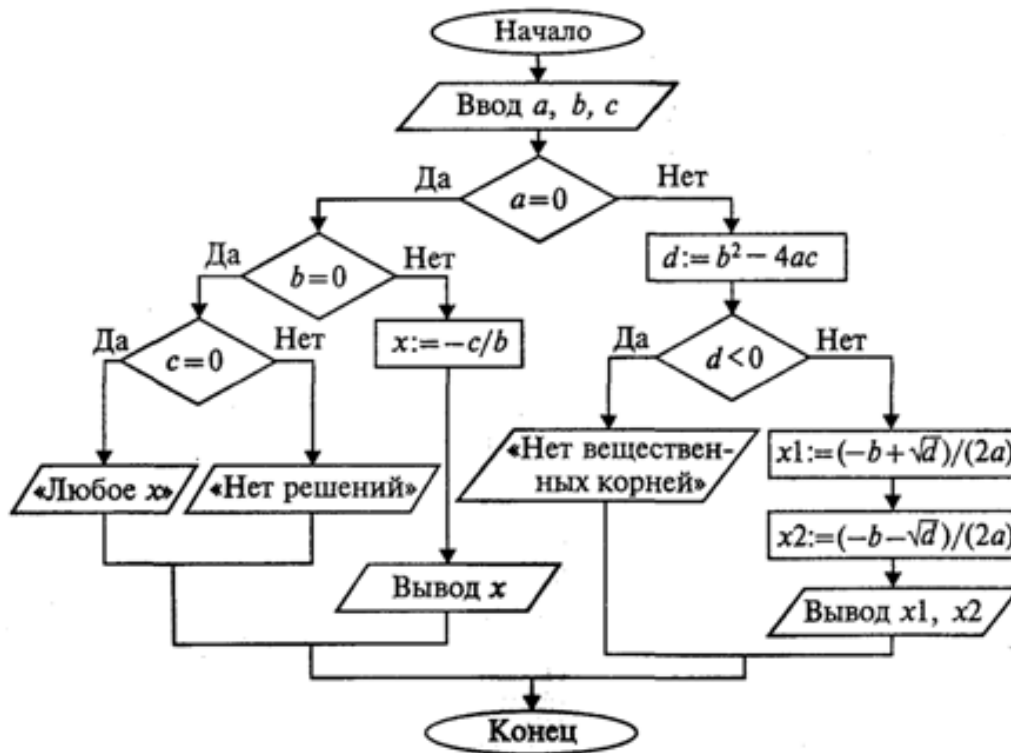 Начало
Ввод a, b, c
Да
Нет
a=0
Да
Нет
b=0
d:= b² − 4ac
Да
Нет
c=0
x:= −c/b
Да
Нет
d<0
«Любое x»
«Нет решений»
«Нет веществен-
ных корней»
x1:=(−b+√d)/(2a)
x2:=(−b−√d)/(2a)
Вывод x
Вывод x1, x2
Конец